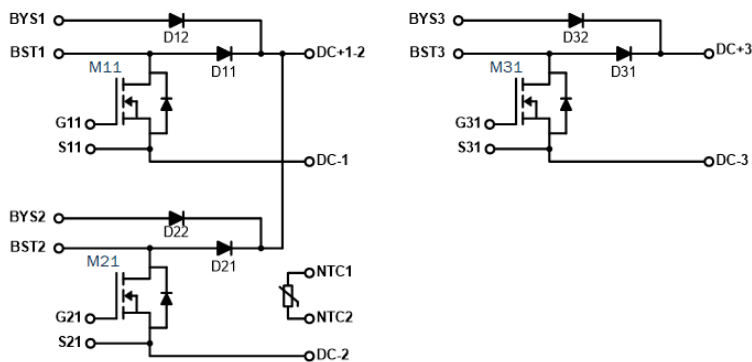 BYS1
D12
BST1
D11
DC+1-2
M11
G11
S11
DC-1
BYS2
D22
BST2
D21
M21
G21
S21
DC-2
NTC1
NTC2
BYS3
D32
BST3
D31
DC+3
M31
G31
S31
DC-3